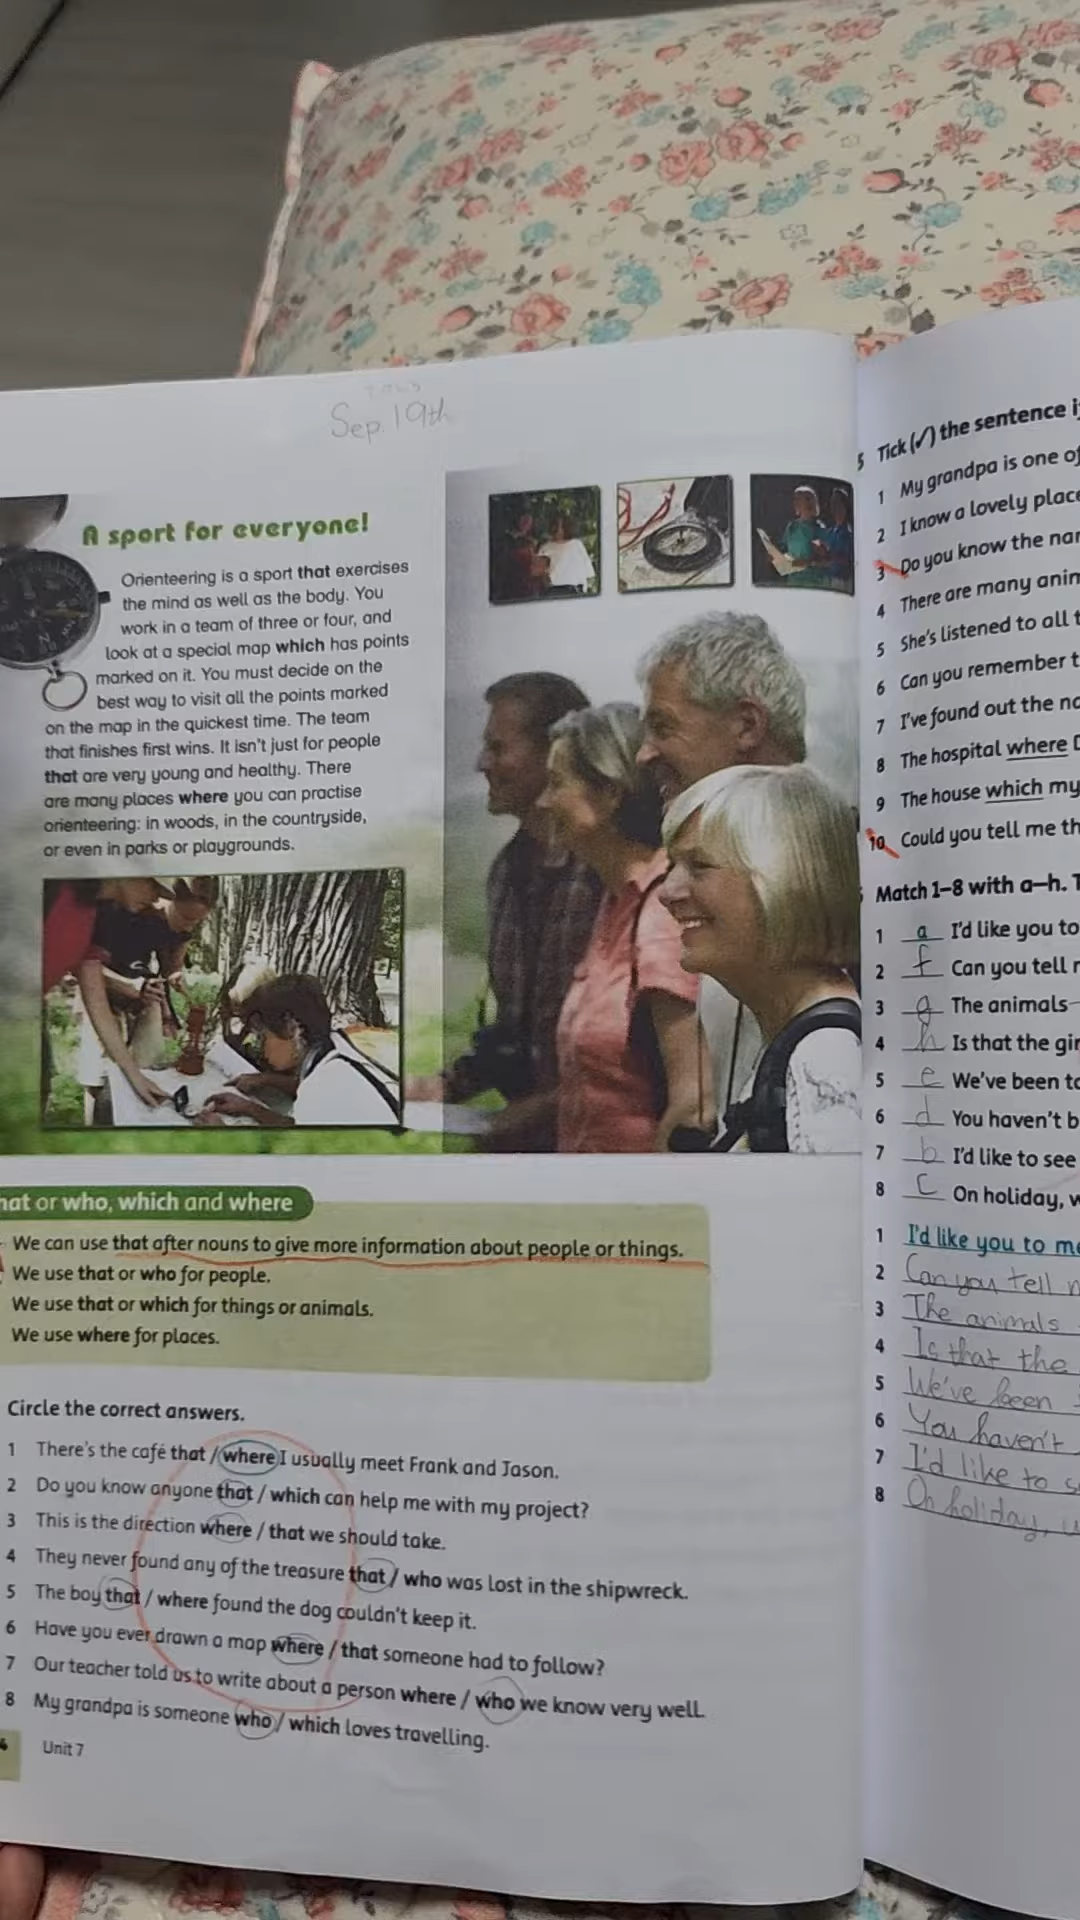 Sep. 19th
A sport for everyone!
Orienteering is a sport that exercises
the mind as well as the body. You
work in a team of three or four, and
look at a special map which has points
marked on it. You must decide on the
best way to visit all the points marked
on the map in the quickest time. The team
that finishes first wins. It isn't just for people
that are very young and healthy. There
are many places where you can practise
orienteering: in woods, in the countryside,
or even in parks or playgrounds.
or who, which and where
We can use that after nouns to give more information about people or things.
We use that or who for people.
We use that or which for things or animals.
We use where for places.
Circle the correct answers.
1 There's the café that / where I usually meet Frank and Jason.
2 Do you know anyone that / which can help me with my project?
3 This is the direction where / that we should take.
4 They never found any of the treasure that / who was lost in the shipwreck.
5 The boy that / where found the dog couldn't keep it.
6 Have you ever drawn a map where / that someone had to follow?
7 Our teacher told us to write about a person where / who we know very well.
8 My grandpa is someone who / which loves travelling.
Unit 7
5 Tick (✓) the sentence
1 My grandpa is one of
2 I know a lovely place
3 Do you know the
4 There are many
5 She's listened to all
6 Can you remember
7 I've found out the
8 The hospital where
9 The house which my
10 Could you tell me
Match 1–8 with a–h.
1 a I'd like you to
2 f Can you tell
3 g The animals
4 h Is that the
5 e We've been
6 d You haven't
7 b I'd like to see
8 c On holiday,
1 I'd like you to
2 Can you tell
3 The animals
4 Is that the
5 We've been
6 You haven't
7 I'd like to
8 On holiday,